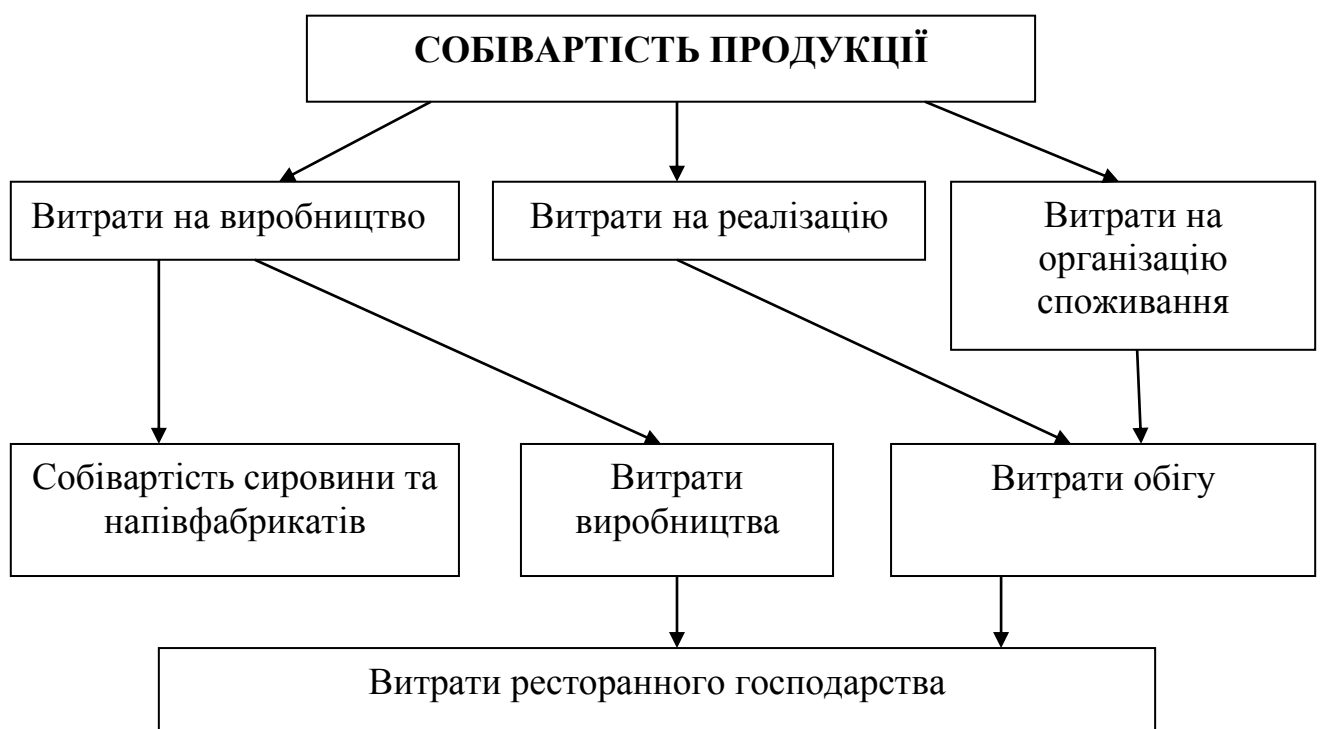 СОБІВАРТІСТЬ ПРОДУКЦІЇ
Витрати на виробництво
Витрати на реалізацію
Витрати на
організацію
споживання
Собівартість сировини та
напівфабрикатів
Витрати
виробництва
Витрати обігу
Витрати ресторанного господарства